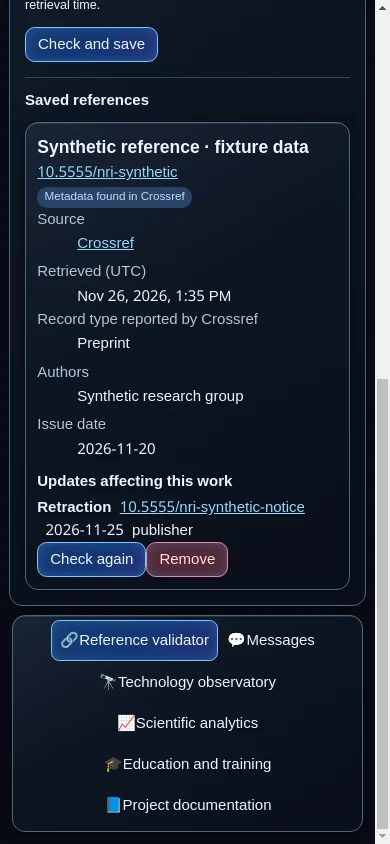 retrieval time.
Check and save
Saved references
Synthetic reference · fixture data
10.5555/nri-synthetic
Metadata found in Crossref
Source
Crossref
Retrieved (UTC)
Nov 26, 2026, 1:35 PM
Record type reported by Crossref
Preprint
Authors
Synthetic research group
Issue date
2026-11-20
Updates affecting this work
Retraction 10.5555/nri-synthetic-notice
2026-11-25 publisher
Check again Remove
🔗Reference validator 💬Messages
🔭Technology observatory
📈Scientific analytics
🎓Education and training
📘Project documentation